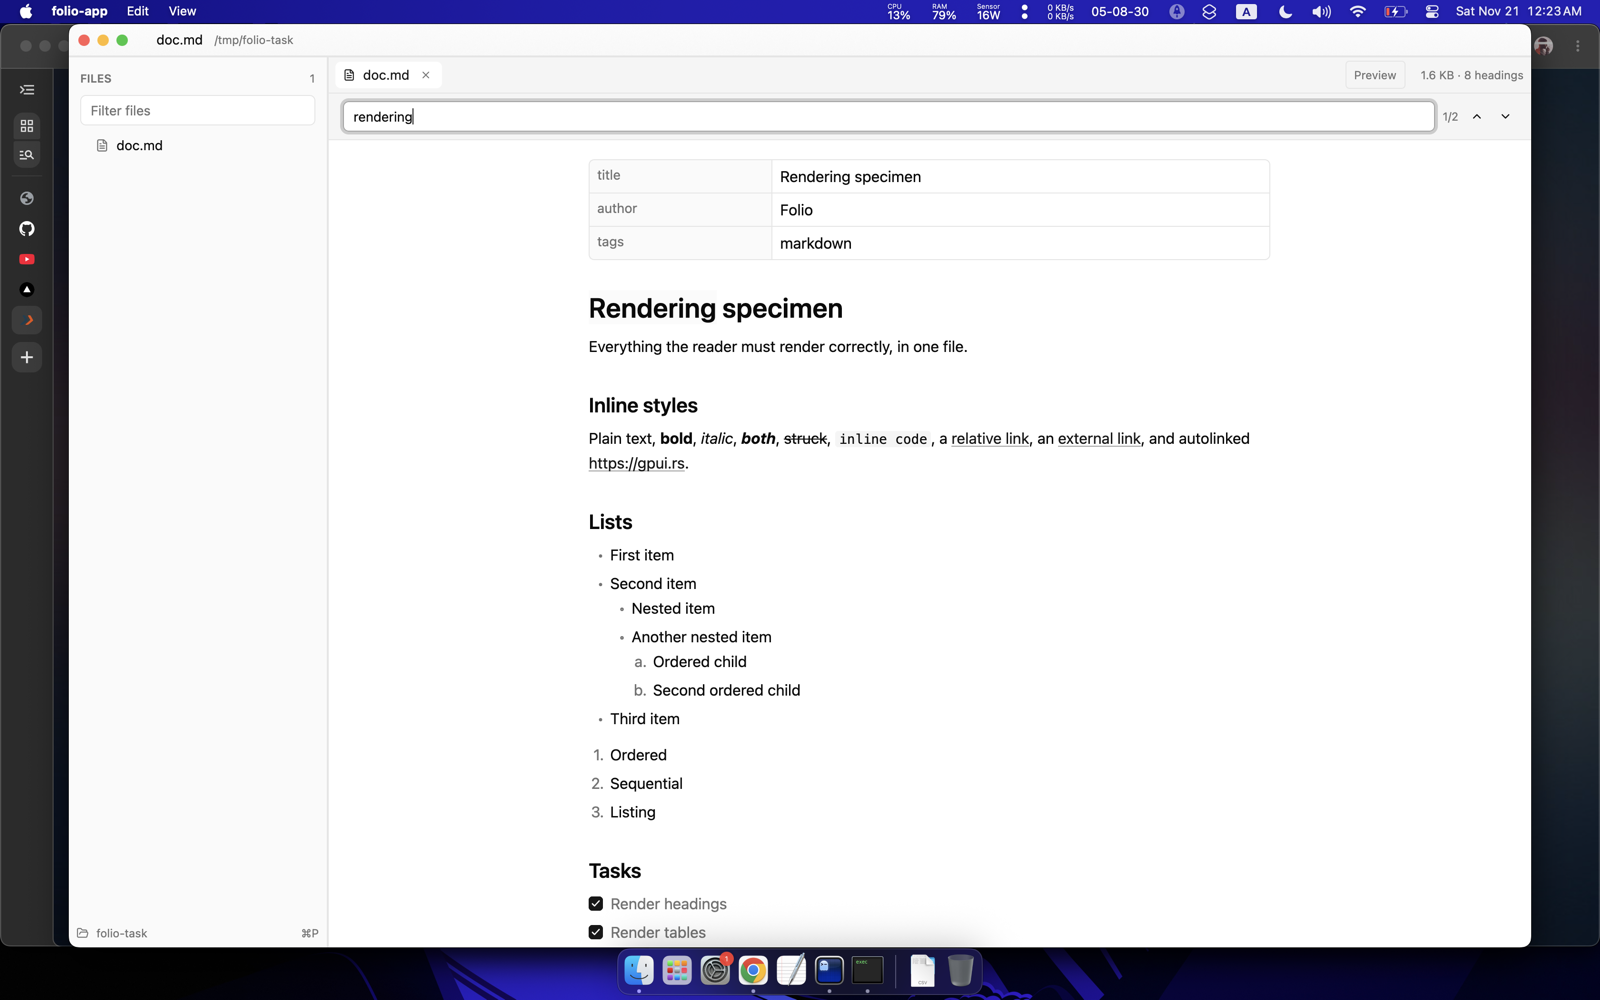 folio-app Edit View
CPU 13% RAM 79% Sensor 16W 0 KB/s 0 KB/s 05-08-30 A Sat Nov 21 12:23 AM
doc.md /tmp/folio-task
FILES 1
Filter files
doc.md
folio-task ⌘P
doc.md × Preview 1.6 KB · 8 headings
rendering 1/2
title Rendering specimen
author Folio
tags markdown
Rendering specimen
Everything the reader must render correctly, in one file.
Inline styles
Plain text, bold, italic, both, struck, inline code, a relative link, an external link, and autolinked
https://gpui.rs.
Lists
• First item
• Second item
• Nested item
• Another nested item
a. Ordered child
b. Second ordered child
• Third item
1. Ordered
2. Sequential
3. Listing
Tasks
Render headings
Render tables
1
exec
CSV